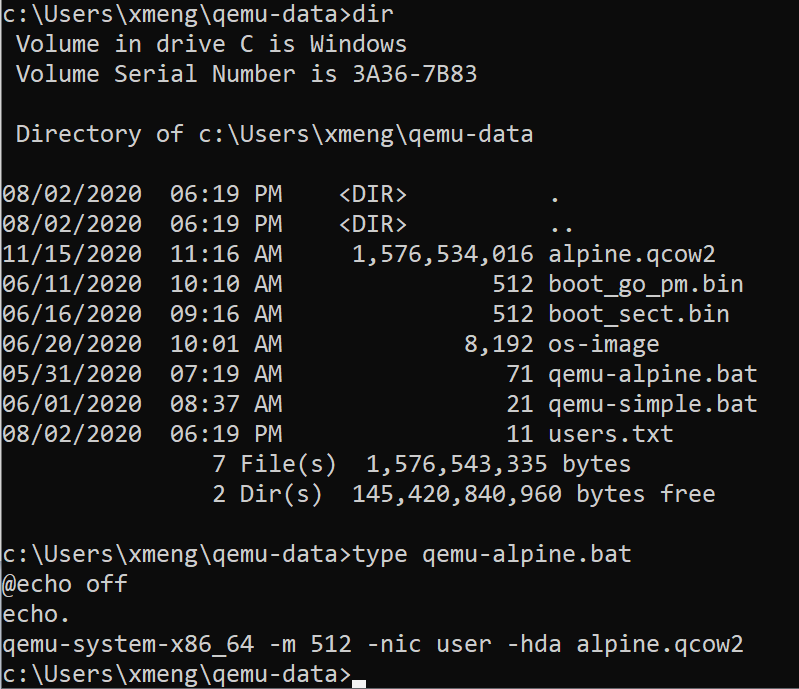 c:\Users\xmeng\qemu-data>dir
 Volume in drive C is Windows
 Volume Serial Number is 3A36-7B83

 Directory of c:\Users\xmeng\qemu-data

08/02/2020  06:19 PM    <DIR>          .
08/02/2020  06:19 PM    <DIR>          ..
11/15/2020  11:16 AM     1,576,534,016 alpine.qcow2
06/11/2020  10:10 AM               512 boot_go_pm.bin
06/16/2020  09:16 AM               512 boot_sect.bin
06/20/2020  10:01 AM             8,192 os-image
05/31/2020  07:19 AM                71 qemu-alpine.bat
06/01/2020  08:37 AM                21 qemu-simple.bat
08/02/2020  06:19 PM                11 users.txt
               7 File(s)  1,576,543,335 bytes
               2 Dir(s)  145,420,840,960 bytes free

c:\Users\xmeng\qemu-data>type qemu-alpine.bat
@echo off
echo.
qemu-system-x86_64 -m 512 -nic user -hda alpine.qcow2
c:\Users\xmeng\qemu-data>